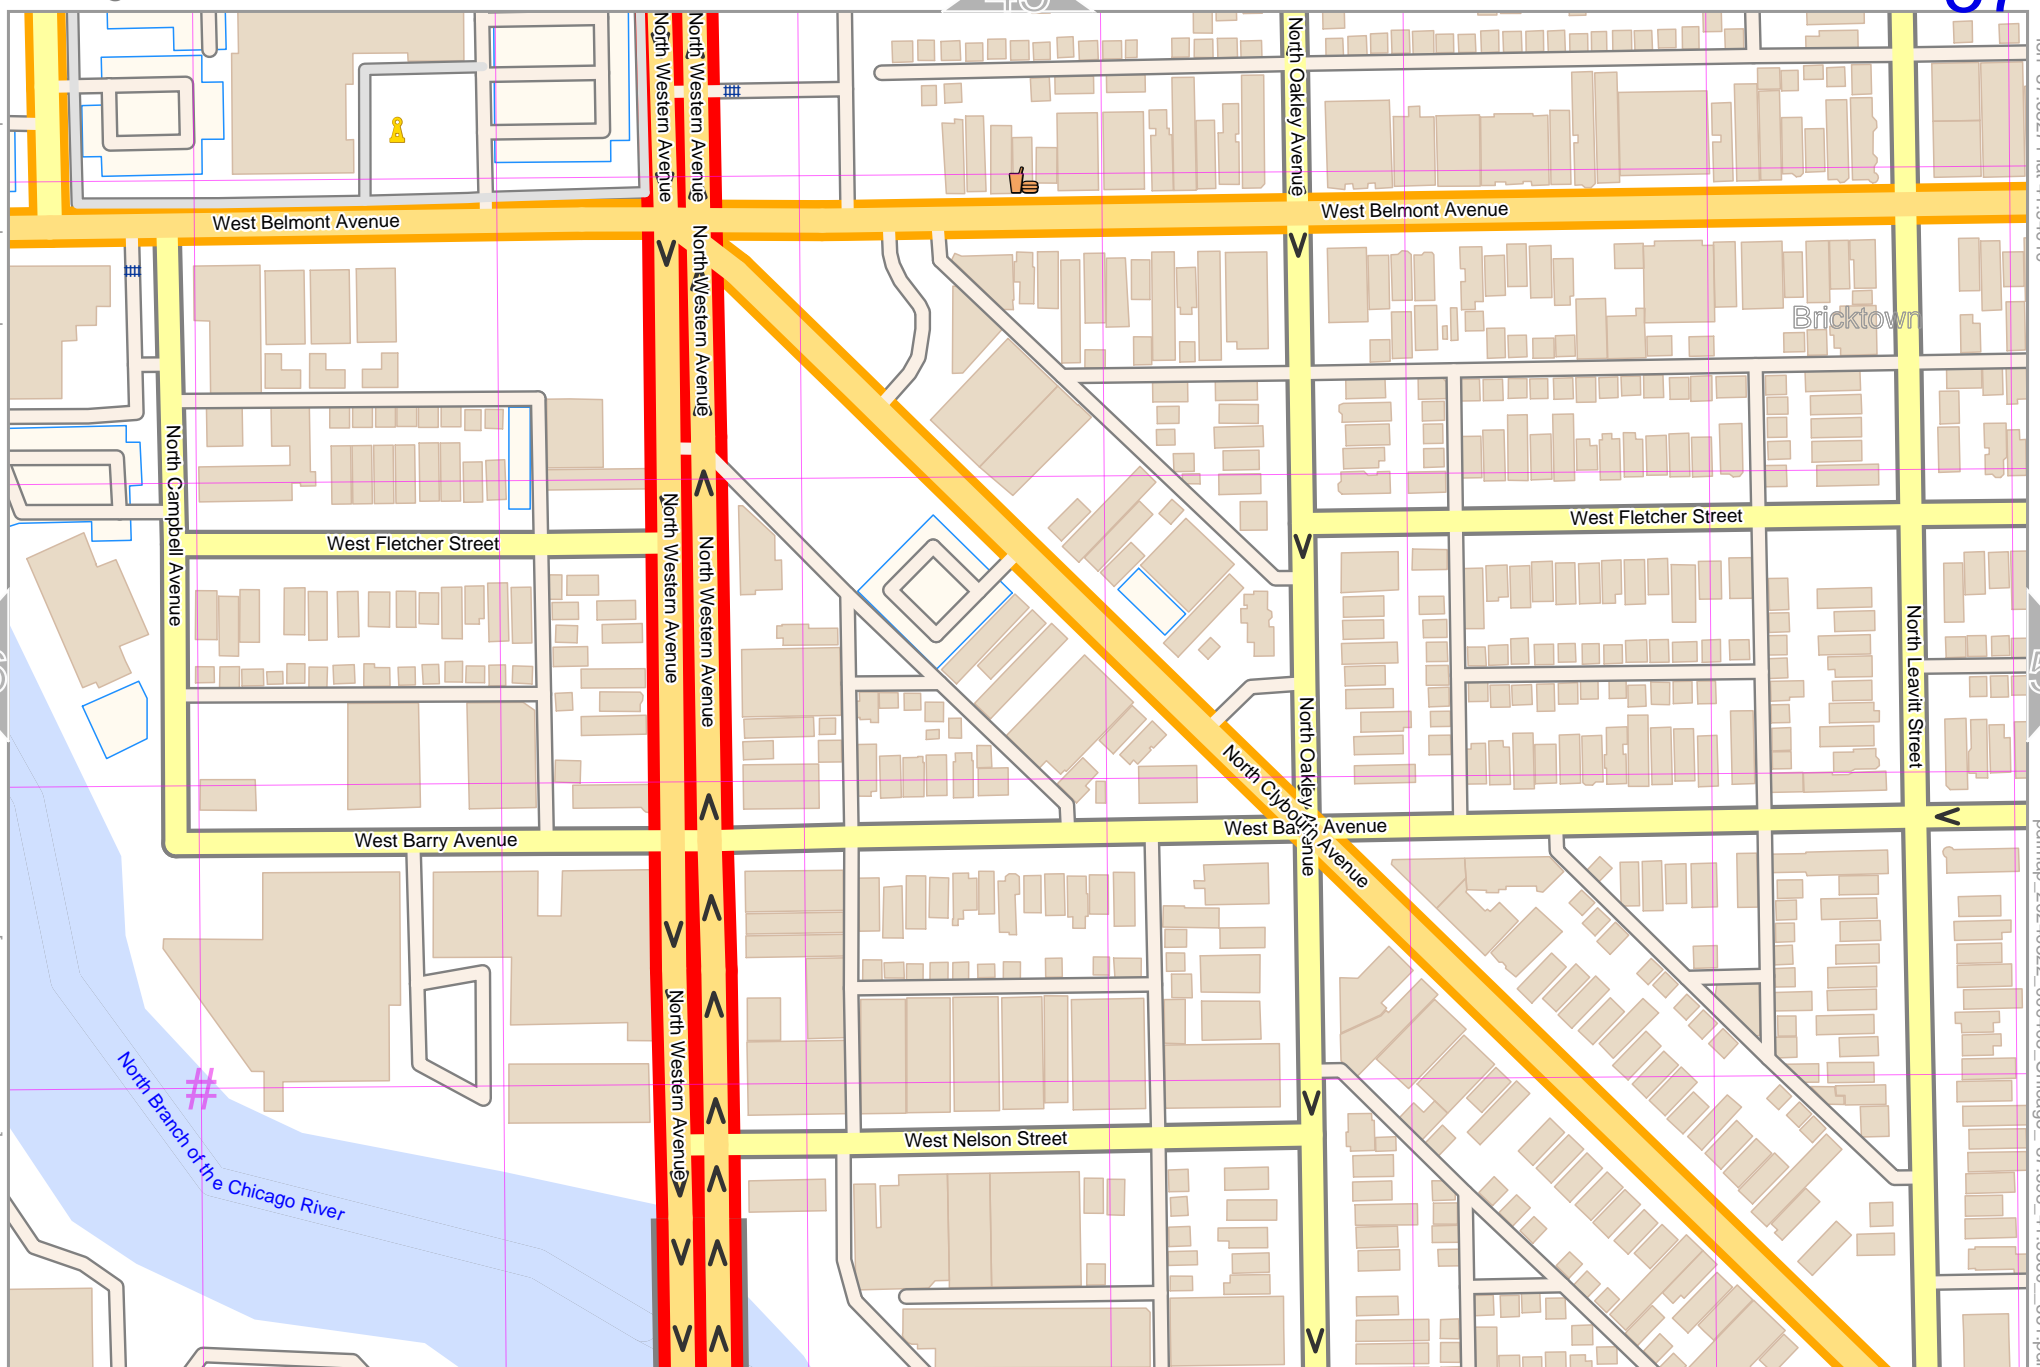 North Western Avenue
North Western Avenue
North Oakley Avenue
West Belmont Avenue
West Belmont Avenue
North Western Avenue
Bricktown
North Campbell Avenue
West Fletcher Street
West Fletcher Street
North Western Avenue
North Western Avenue
North Leavitt Street
North Oakley Avenue
North Clybourn Avenue
West Barry Avenue
West Barry Avenue
North Western Avenue
#
North Branch of the Chicago River
West Nelson Street